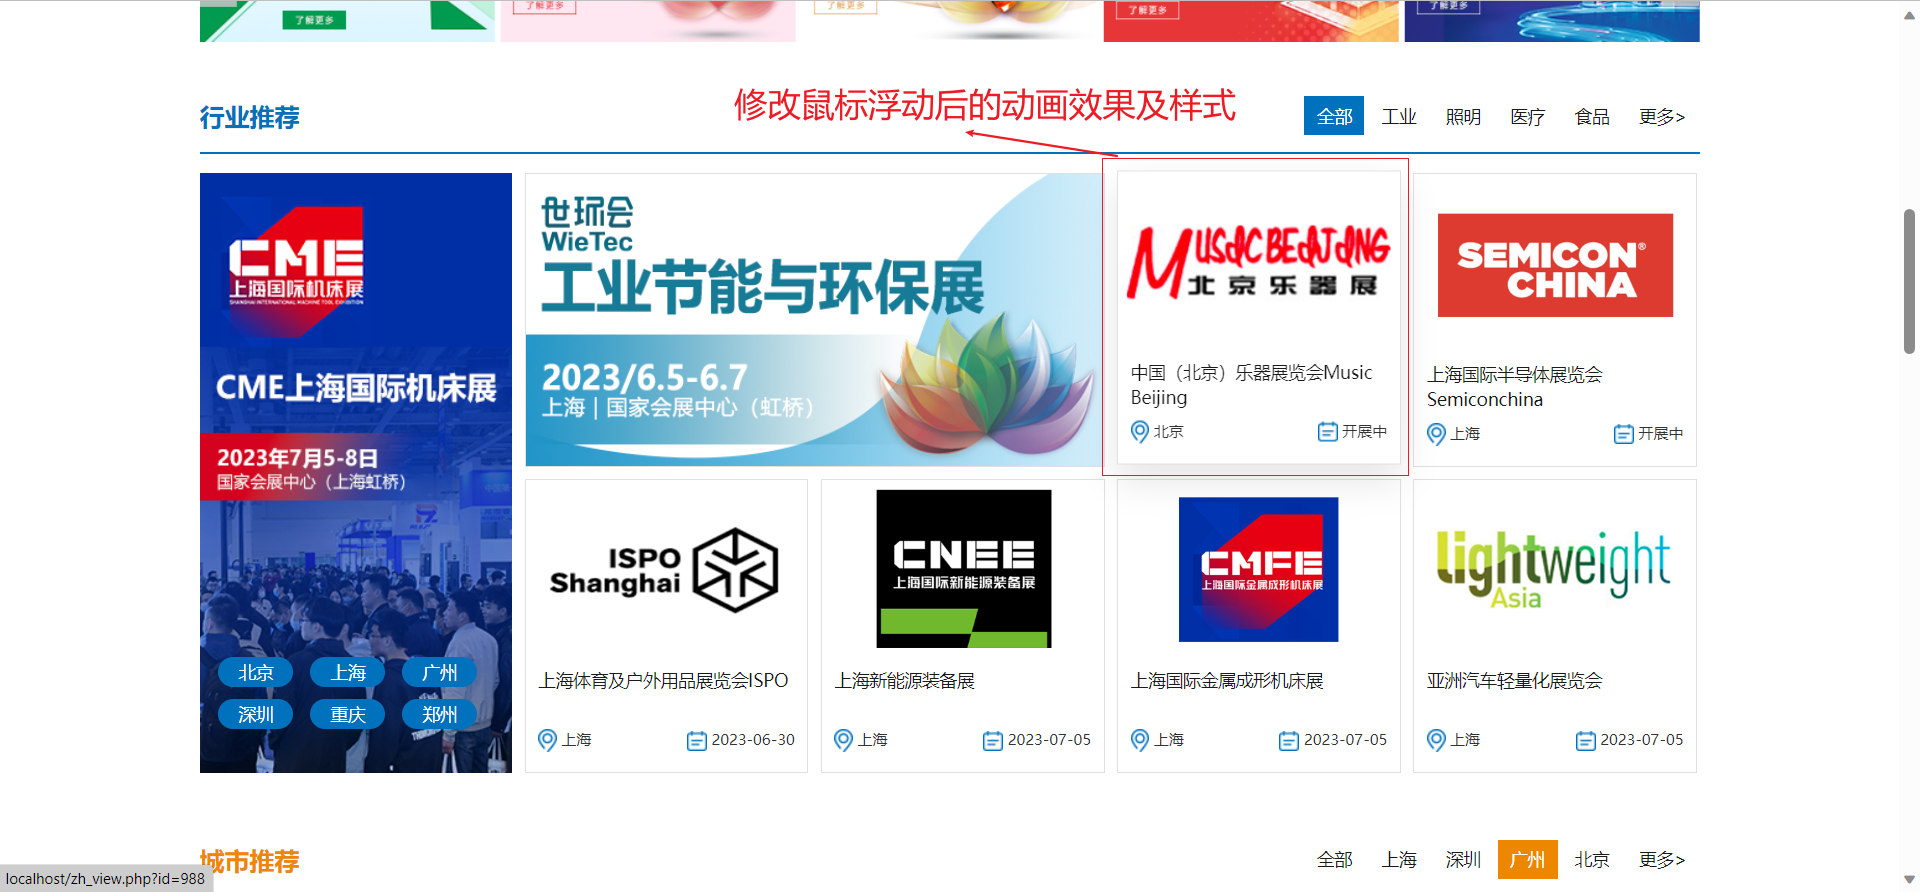 了解更多
了解更多
了解更多
了解更多
了解更多
修改鼠标浮动后的动画效果及样式
行业推荐
全部
工业
照明
医疗
食品
更多>
CME
上海国际机床展
SHANGHAI INTERNATIONAL MACHINE TOOL EXHIBITION
CME上海国际机床展
2023年7月5-8日
国家会展中心（上海虹桥）
北京
上海
广州
深圳
重庆
郑州
世环会
WieTec
工业节能与环保展
2023/6.5-6.7
上海 | 国家会展中心（虹桥）
MUSIC BEIJING
北京乐器展
中国（北京）乐器展览会Music
Beijing
北京
开展中
SEMICON®
CHINA
上海国际半导体展览会
Semiconchina
上海
开展中
ISPO
Shanghai
上海体育及户外用品展览会ISPO
上海
2023-06-30
CNEE
上海国际新能源装备展
上海新能源装备展
上海
2023-07-05
CMFE
上海国际金属成形机床展
上海国际金属成形机床展
上海
2023-07-05
lightweight
Asia
亚洲汽车轻量化展览会
上海
2023-07-05
城市推荐
全部
上海
深圳
广州
北京
更多>
localhost/zh_view.php?id=988